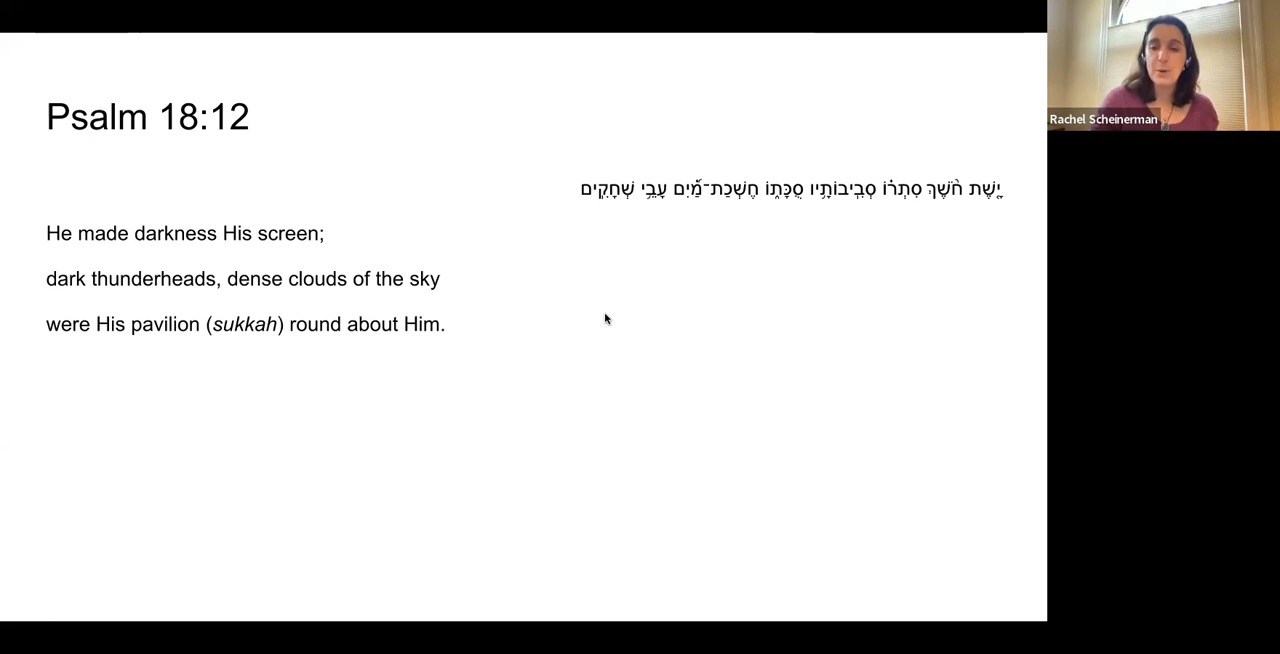 Psalm 18:12
Rachel Scheinerman
יָ֤שֶׁת חֹ֨שֶׁךְ סִתְר֗וֹ סְבִֽיבוֹתָ֥יו סֻכָּת֑וֹ חֶשְׁכַת־מַ֝֗יִם עָבֵ֥י שְׁחָקִֽים
He made darkness His screen;
dark thunderheads, dense clouds of the sky
were His pavilion (sukkah) round about Him.